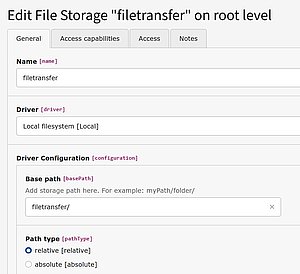 Edit File Storage "filetransfer" on root level
General Access capabilities Access Notes
Name [name]
filetransfer
Driver [driver]
Local filesystem [Local]
Driver Configuration [configuration]
Base path [basePath]
Add storage path here. For example: myPath/folder/
filetransfer/
Path type [pathType]
relative [relative]
absolute [absolute]